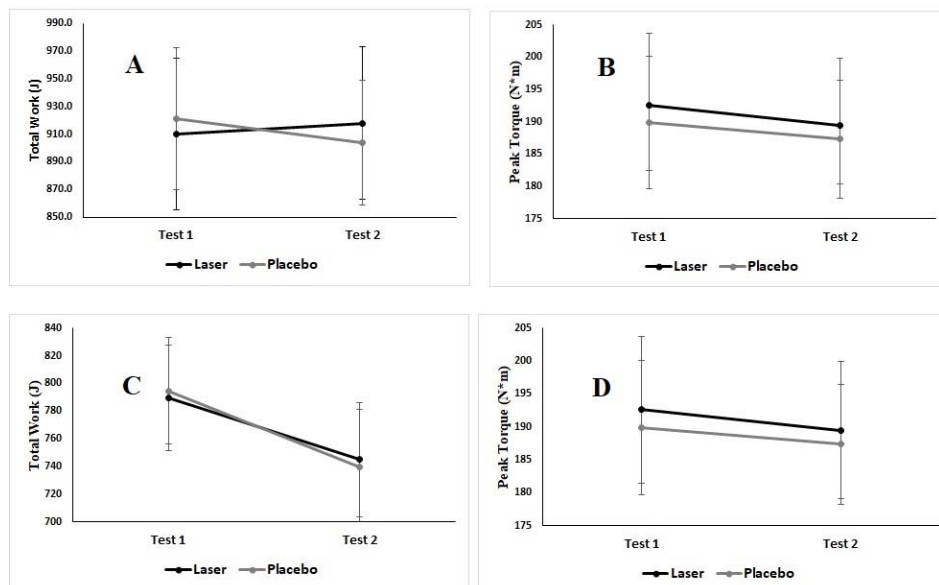 A
Total Work (J)
990.0
970.0
950.0
930.0
910.0
890.0
870.0
850.0
Test 1 Test 2
Laser Placebo
B
Peak Torque (N*m)
205
200
195
190
185
180
175
Test 1 Test 2
Laser Placebo
C
Total Work (J)
840
820
800
780
760
740
720
700
Test 1 Test 2
Laser Placebo
D
Peak Torque (N*m)
205
200
195
190
185
180
175
Test 1 Test 2
Laser Placebo